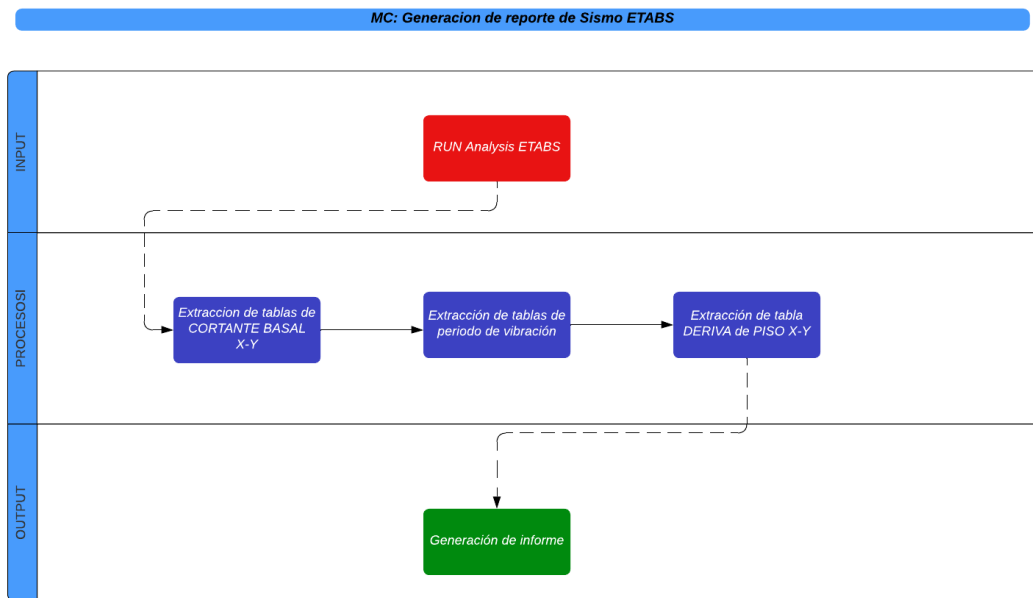 MC: Generacion de reporte de Sismo ETABS
INPUT
RUN Analysis ETABS
PROCESOSI
Extraccion de tablas de
CORTANTE BASAL
X-Y
Extracción de tablas de
periodo de vibración
Extracción de tabla
DERIVA de PISO X-Y
OUTPUT
Generación de informe